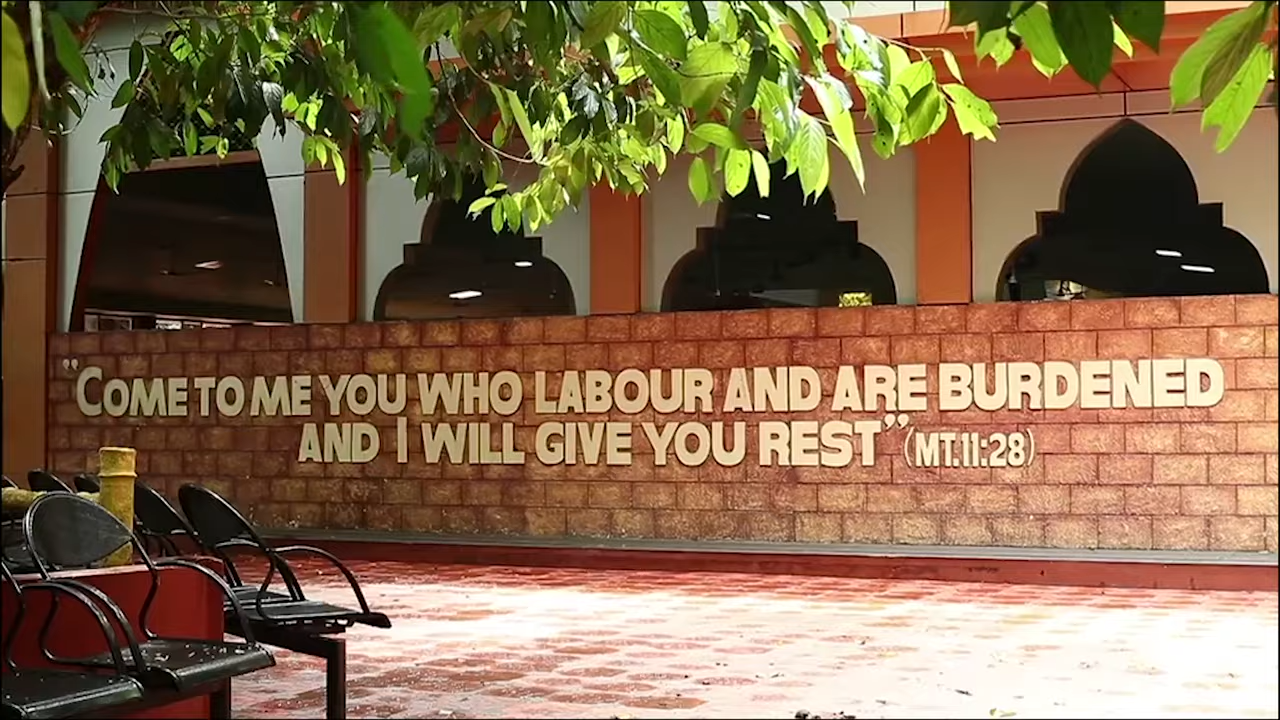 "COME TO ME YOU WHO LABOUR AND ARE BURDENED
AND I WILL GIVE YOU REST" (MT.11:28)